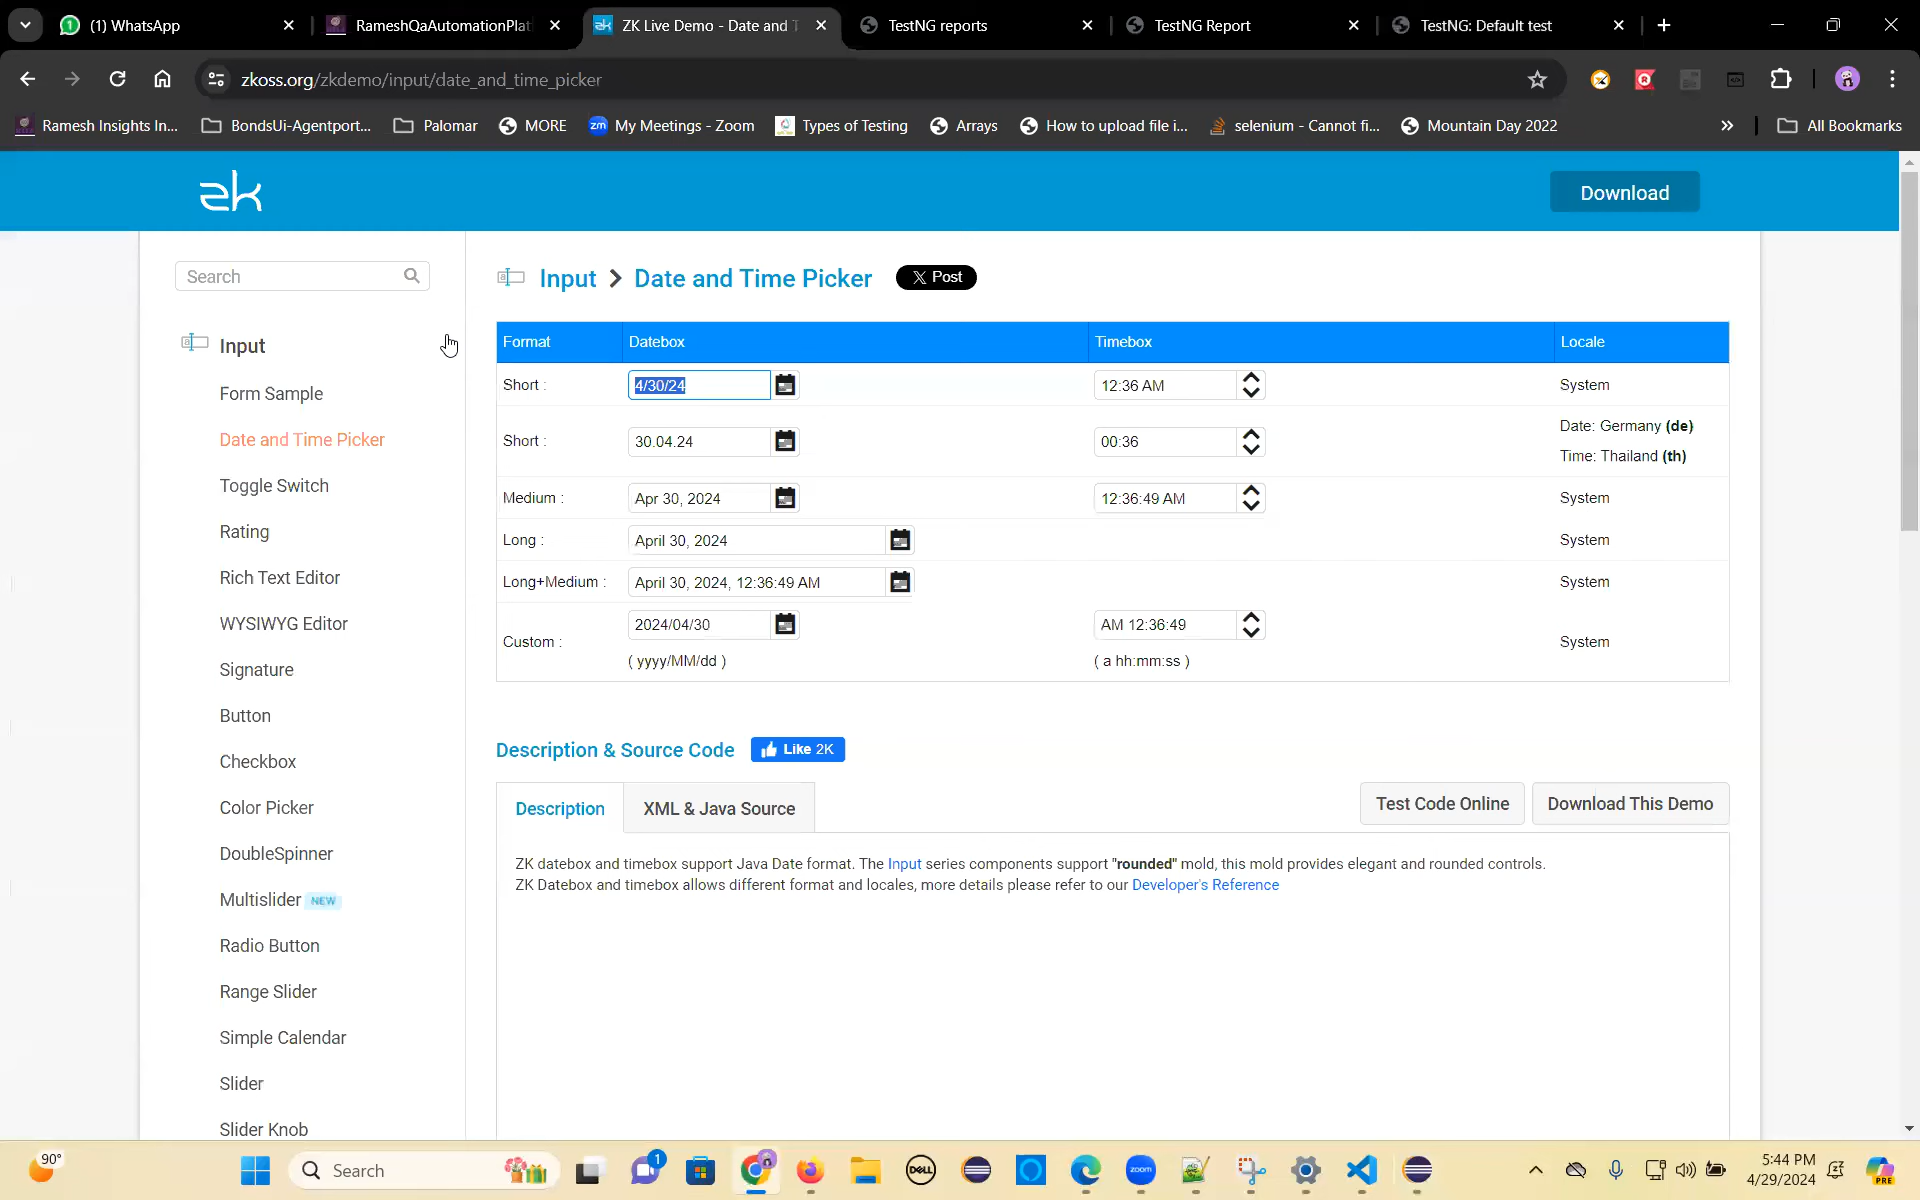 (1) WhatsApp
RameshQaAutomationPlat
ZK Live Demo - Date and T
TestNG reports
TestNG Report
TestNG: Default test
zkoss.org/zkdemo/input/date_and_time_picker
Ramesh Insights In...
BondsUi-Agentport...
Palomar
MORE
zm My Meetings - Zoom
Types of Testing
Arrays
How to upload file i...
selenium - Cannot fi...
Mountain Day 2022
All Bookmarks
zk
Download
Search
Input
Form Sample
Date and Time Picker
Toggle Switch
Rating
Rich Text Editor
WYSIWYG Editor
Signature
Button
Checkbox
Color Picker
DoubleSpinner
Multislider NEW
Radio Button
Range Slider
Simple Calendar
Slider
Slider Knob
Input > Date and Time Picker
X Post
Format Datebox Timebox Locale
Short : 4/30/24 12:36 AM System
Short : 30.04.24 00:36 Date: Germany (de)
Time: Thailand (th)
Medium : Apr 30, 2024 12:36:49 AM System
Long : April 30, 2024 System
Long+Medium : April 30, 2024, 12:36:49 AM System
Custom : 2024/04/30 AM 12:36:49 System
( yyyy/MM/dd ) ( a hh:mm:ss )
Description & Source Code
Like 2K
Description
XML & Java Source
Test Code Online
Download This Demo
ZK datebox and timebox support Java Date format. The Input series components support "rounded" mold, this mold provides elegant and rounded controls.
ZK Datebox and timebox allows different format and locales, more details please refer to our Developer's Reference
90°
Search
1
DELL
zoom
5:44 PM
4/29/2024
PRE